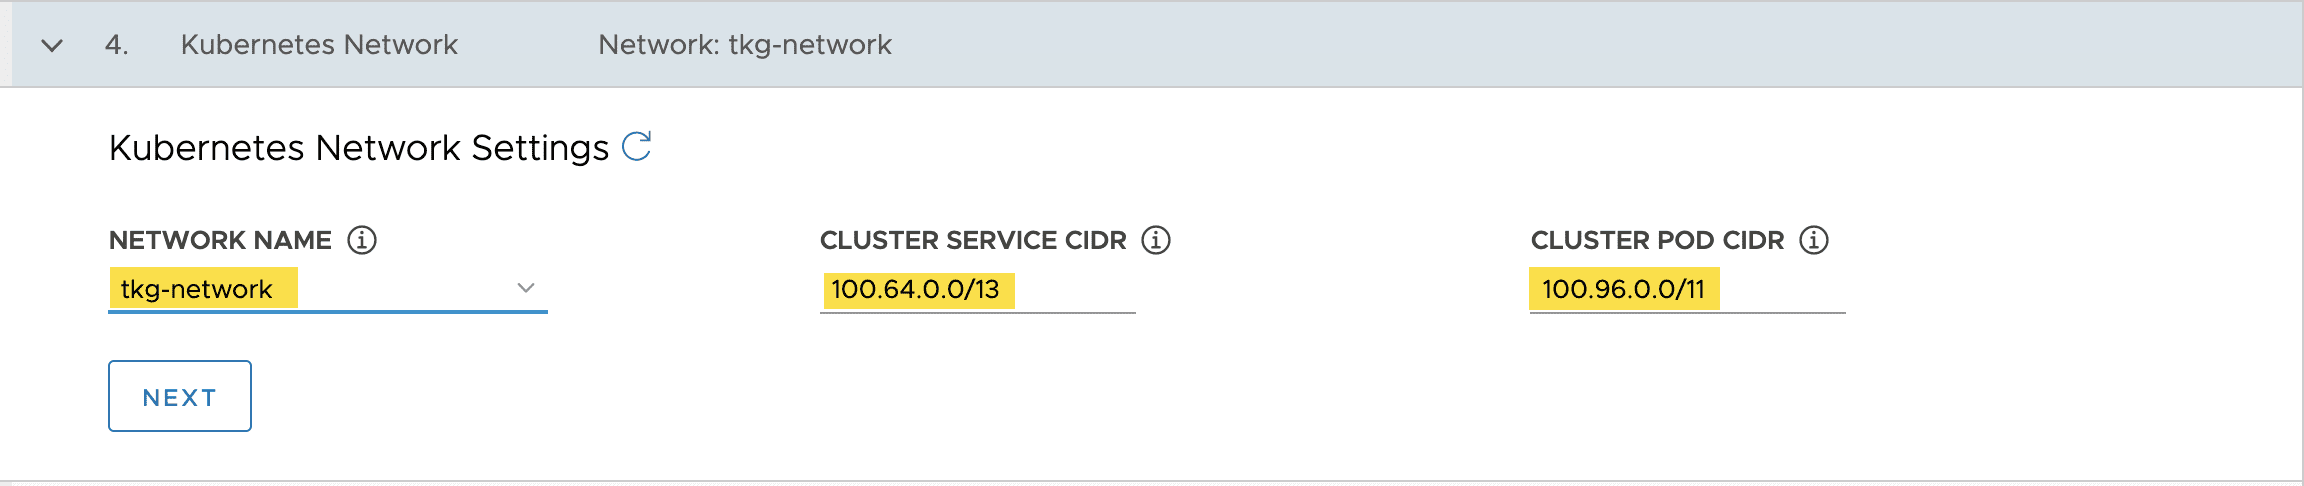 4. Kubernetes Network Network: tkg-network
Kubernetes Network Settings
NETWORK NAME CLUSTER SERVICE CIDR CLUSTER POD CIDR
tkg-network 100.64.0.0/13 100.96.0.0/11
NEXT